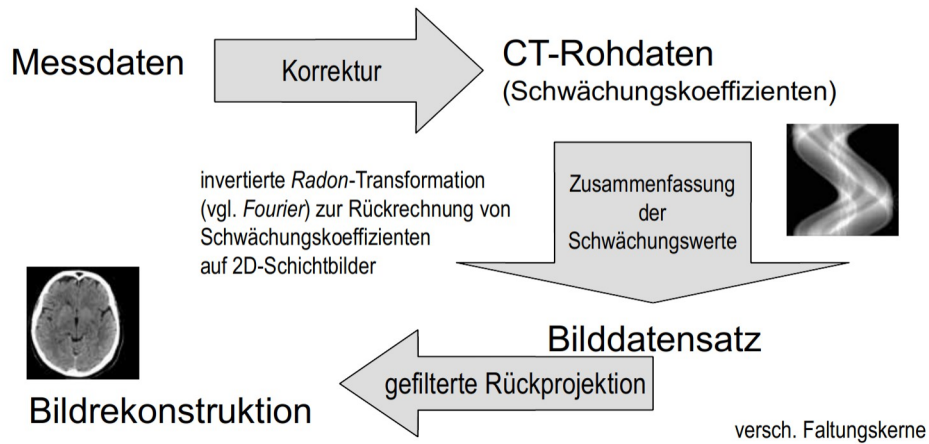 Messdaten
Korrektur
CT-Rohdaten
(Schwächungskoeffizienten)
invertierte Radon-Transformation
(vgl. Fourier) zur Rückrechnung von
Schwächungskoeffizienten
auf 2D-Schichtbilder
Zusammenfassung
der
Schwächungswerte
Bilddatensatz
gefilterte Rückprojektion
Bildrekonstruktion
versch. Faltungskerne